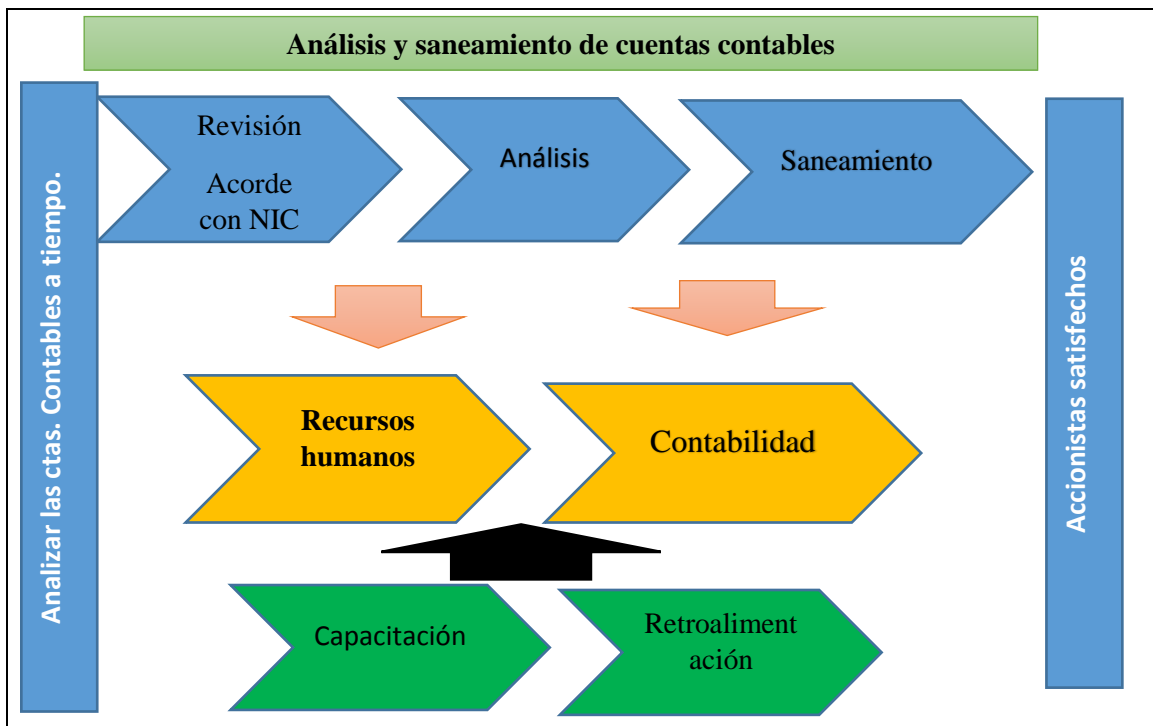 Análisis y saneamiento de cuentas contables
Analizar las ctas. Contables a tiempo.
Revisión
Acorde
con NIC
Análisis
Saneamiento
Recursos
humanos
Contabilidad
Capacitación
Retroaliment
ación
Accionistas satisfechos